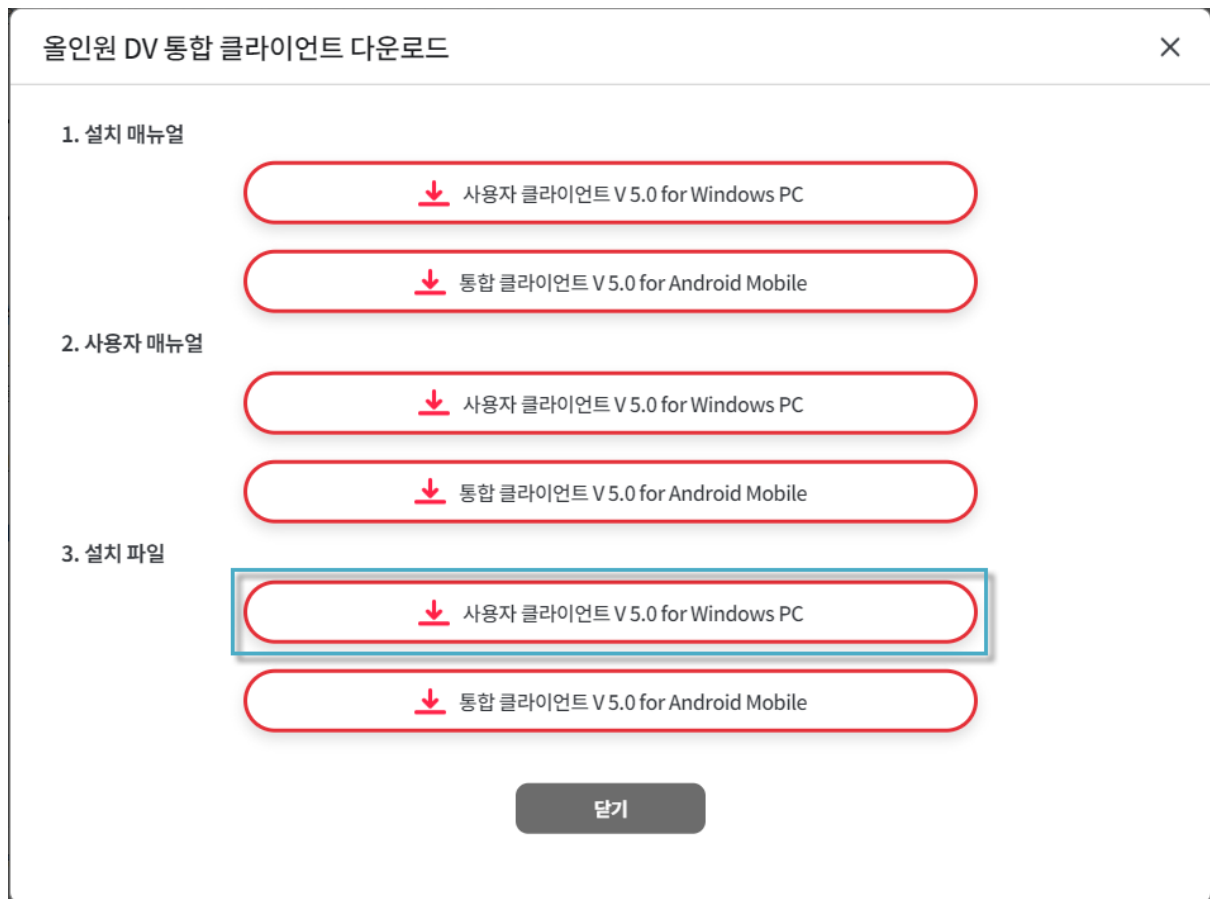 올인원 DV 통합 클라이언트 다운로드
1. 설치 매뉴얼
사용자 클라이언트 V 5.0 for Windows PC
통합 클라이언트 V 5.0 for Android Mobile
2. 사용자 매뉴얼
사용자 클라이언트 V 5.0 for Windows PC
통합 클라이언트 V 5.0 for Android Mobile
3. 설치 파일
사용자 클라이언트 V 5.0 for Windows PC
통합 클라이언트 V 5.0 for Android Mobile
닫기